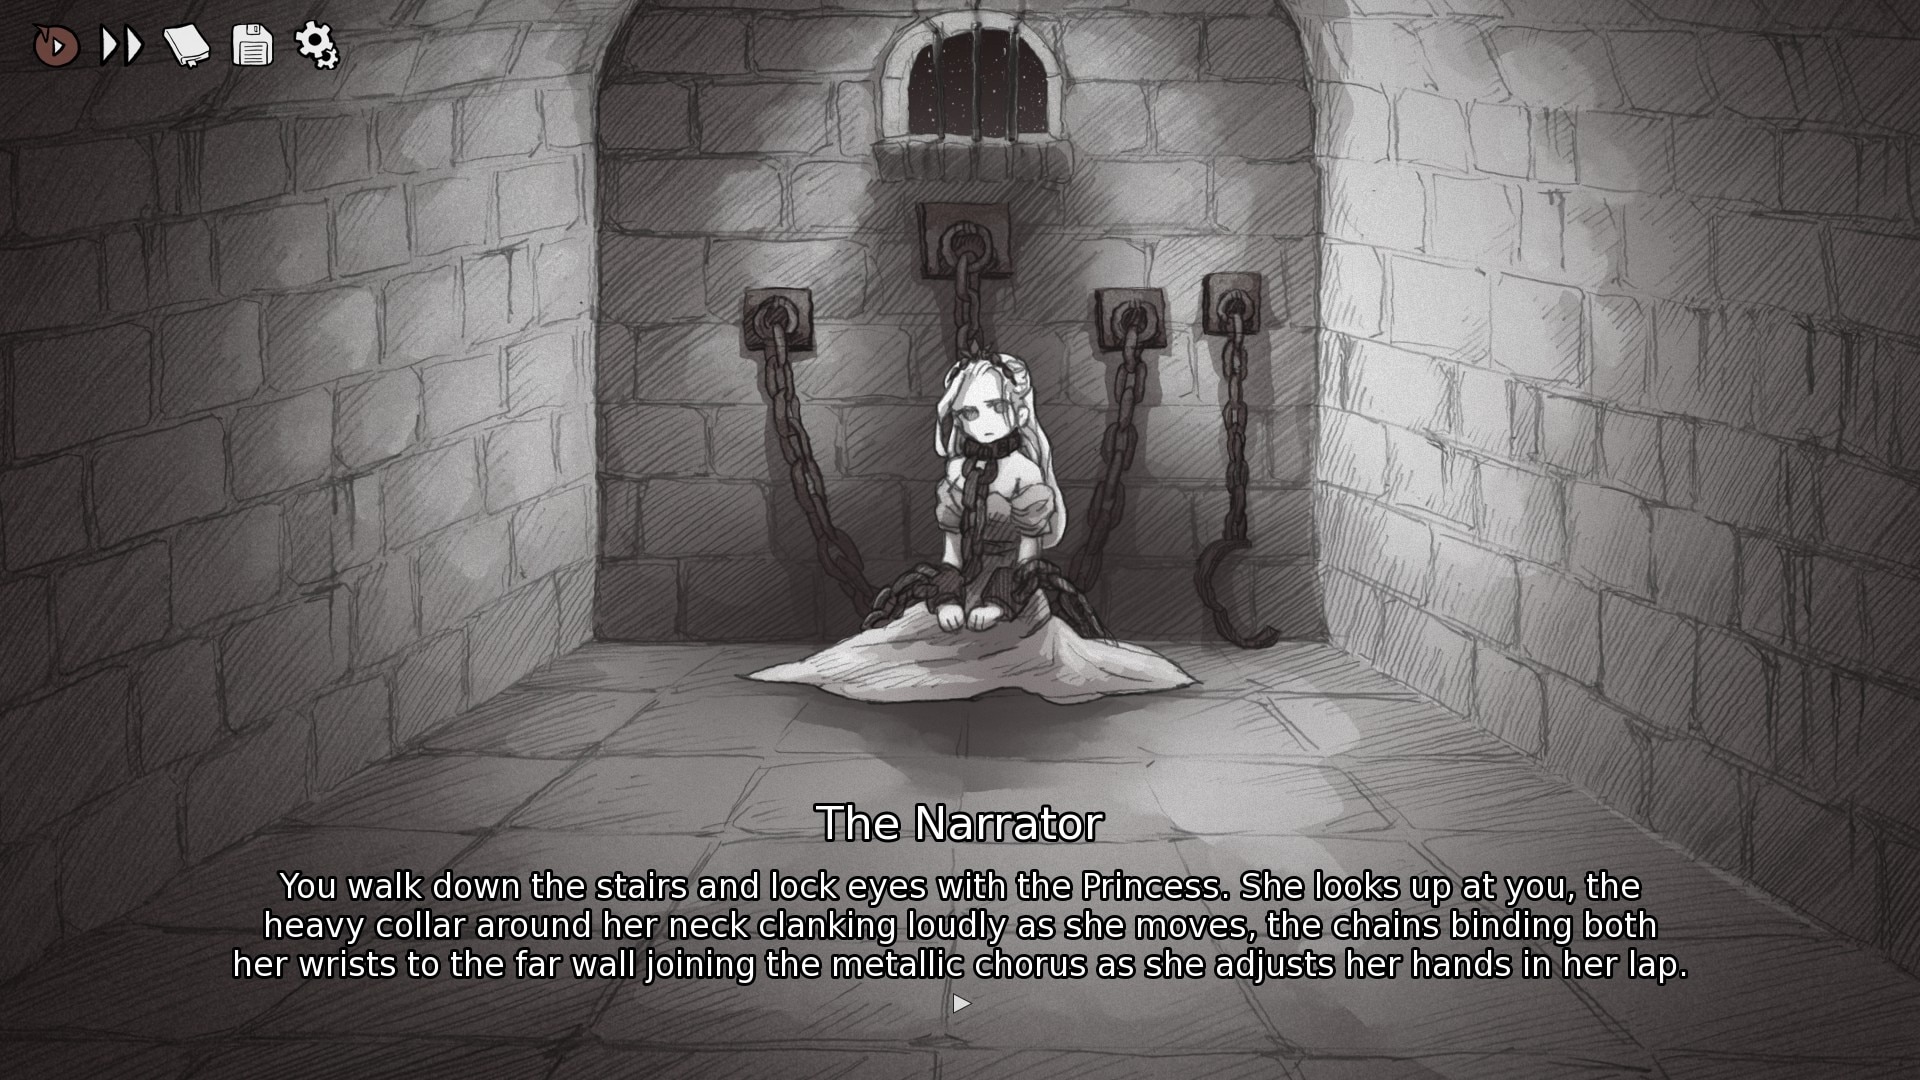 The Narrator
You walk down the stairs and lock eyes with the Princess. She looks up at you, the
heavy collar around her neck clanking loudly as she moves, the chains binding both
her wrists to the far wall joining the metallic chorus as she adjusts her hands in her lap.